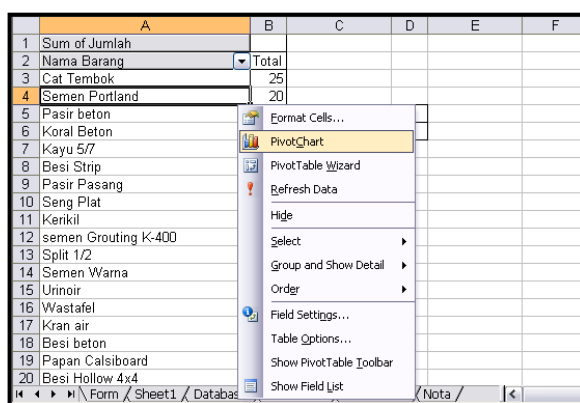 A B C D E F
1 Sum of Jumlah
2 Nama Barang Total
3 Cat Tembok 25
4 Semen Portland 20
5 Pasir beton
6 Koral Beton
7 Kayu 5/7
8 Besi Strip
9 Pasir Pasang
10 Seng Plat
11 Kerikil
12 semen Grouting K-400
13 Split 1/2
14 Semen Warna
15 Urinoir
16 Wastafel
17 Kran air
18 Besi beton
19 Papan Calsiboard
20 Besi Hollow 4x4
Format Cells...
PivotChart
PivotTable Wizard
Refresh Data
Hide
Select
Group and Show Detail
Order
Field Settings...
Table Options...
Show PivotTable Toolbar
Show Field List
Form / Sheet1 / Databas / Nota /